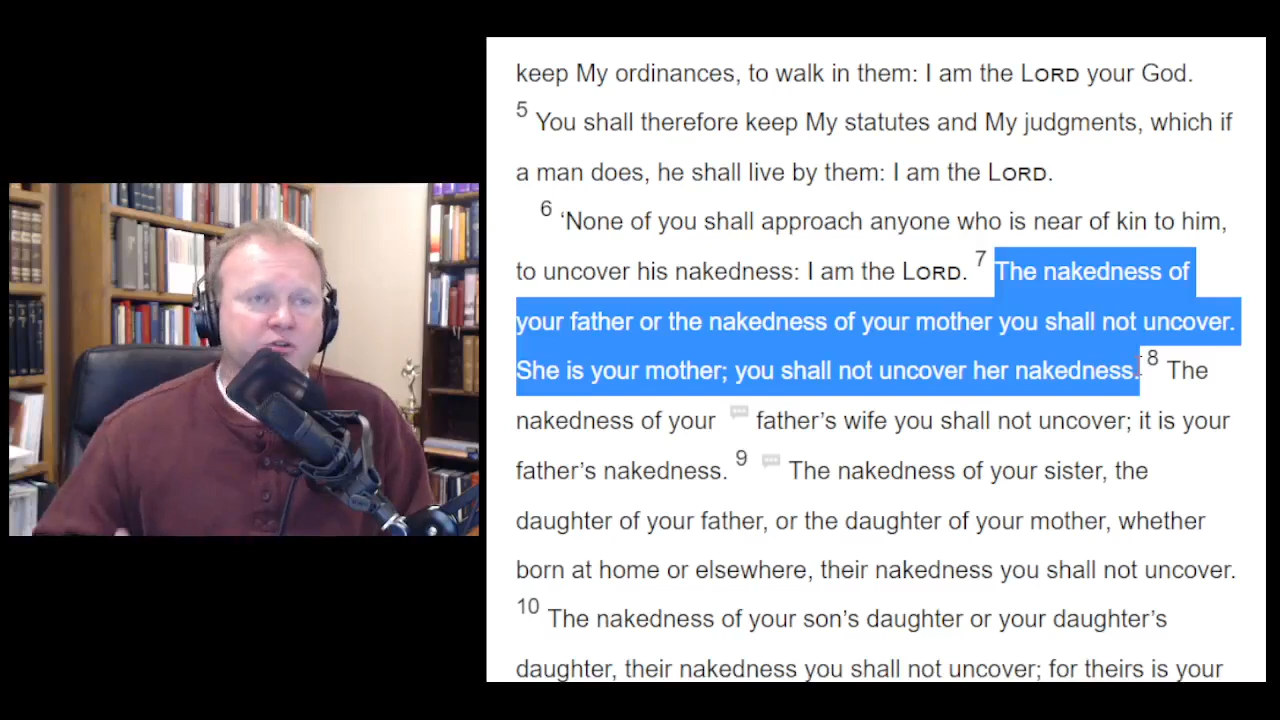 keep My ordinances, to walk in them: I am the LORD your God.
5 You shall therefore keep My statutes and My judgments, which if
a man does, he shall live by them: I am the LORD.
6 ‘None of you shall approach anyone who is near of kin to him,
to uncover his nakedness: I am the LORD. 7 The nakedness of
your father or the nakedness of your mother you shall not uncover.
She is your mother; you shall not uncover her nakedness. 8 The
nakedness of your father’s wife you shall not uncover; it is your
father’s nakedness. 9 The nakedness of your sister, the
daughter of your father, or the daughter of your mother, whether
born at home or elsewhere, their nakedness you shall not uncover.
10 The nakedness of your son’s daughter or your daughter’s
daughter, their nakedness you shall not uncover; for theirs is your